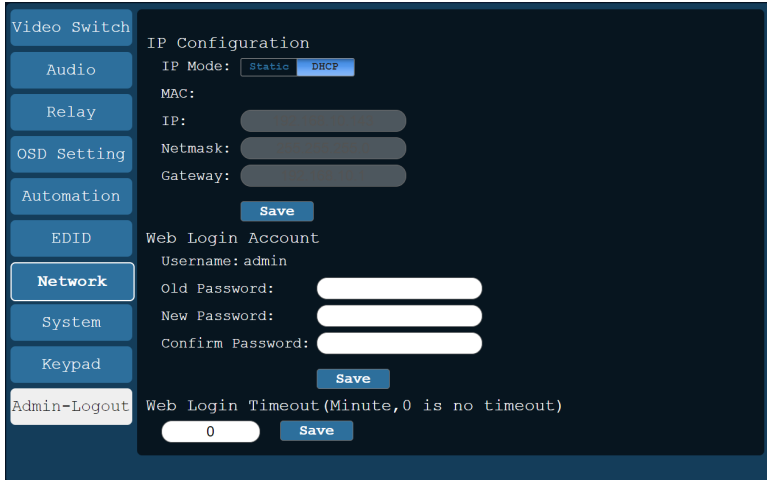 Video Switch
Audio
Relay
OSD Setting
Automation
EDID
Network
System
Keypad
Admin-Logout
IP Configuration
IP Mode: Static DHCP
MAC:
IP:
Netmask:
Gateway:
Save
Web Login Account
Username: admin
Old Password:
New Password:
Confirm Password:
Save
Web Login Timeout(Minute,0 is no timeout)
0 Save